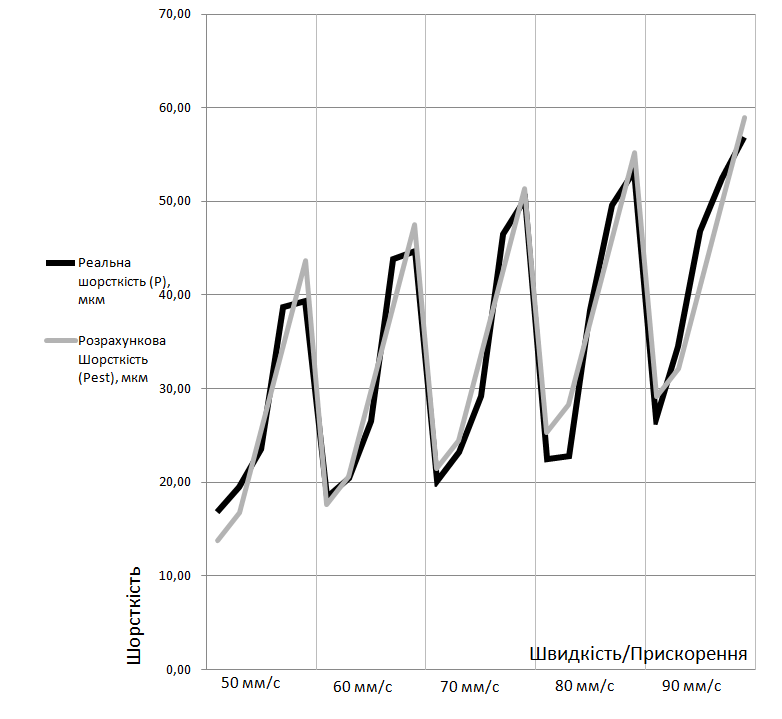 70,00
60,00
50,00
40,00
30,00
20,00
10,00
0,00
Реальна
шорсткість (Р),
мкм
Розрахункова
Шорсткість
(Pest), мкм
Шорсткість
Швидкість/Прискорення
50 мм/с
60 мм/с
70 мм/с
80 мм/с
90 мм/с